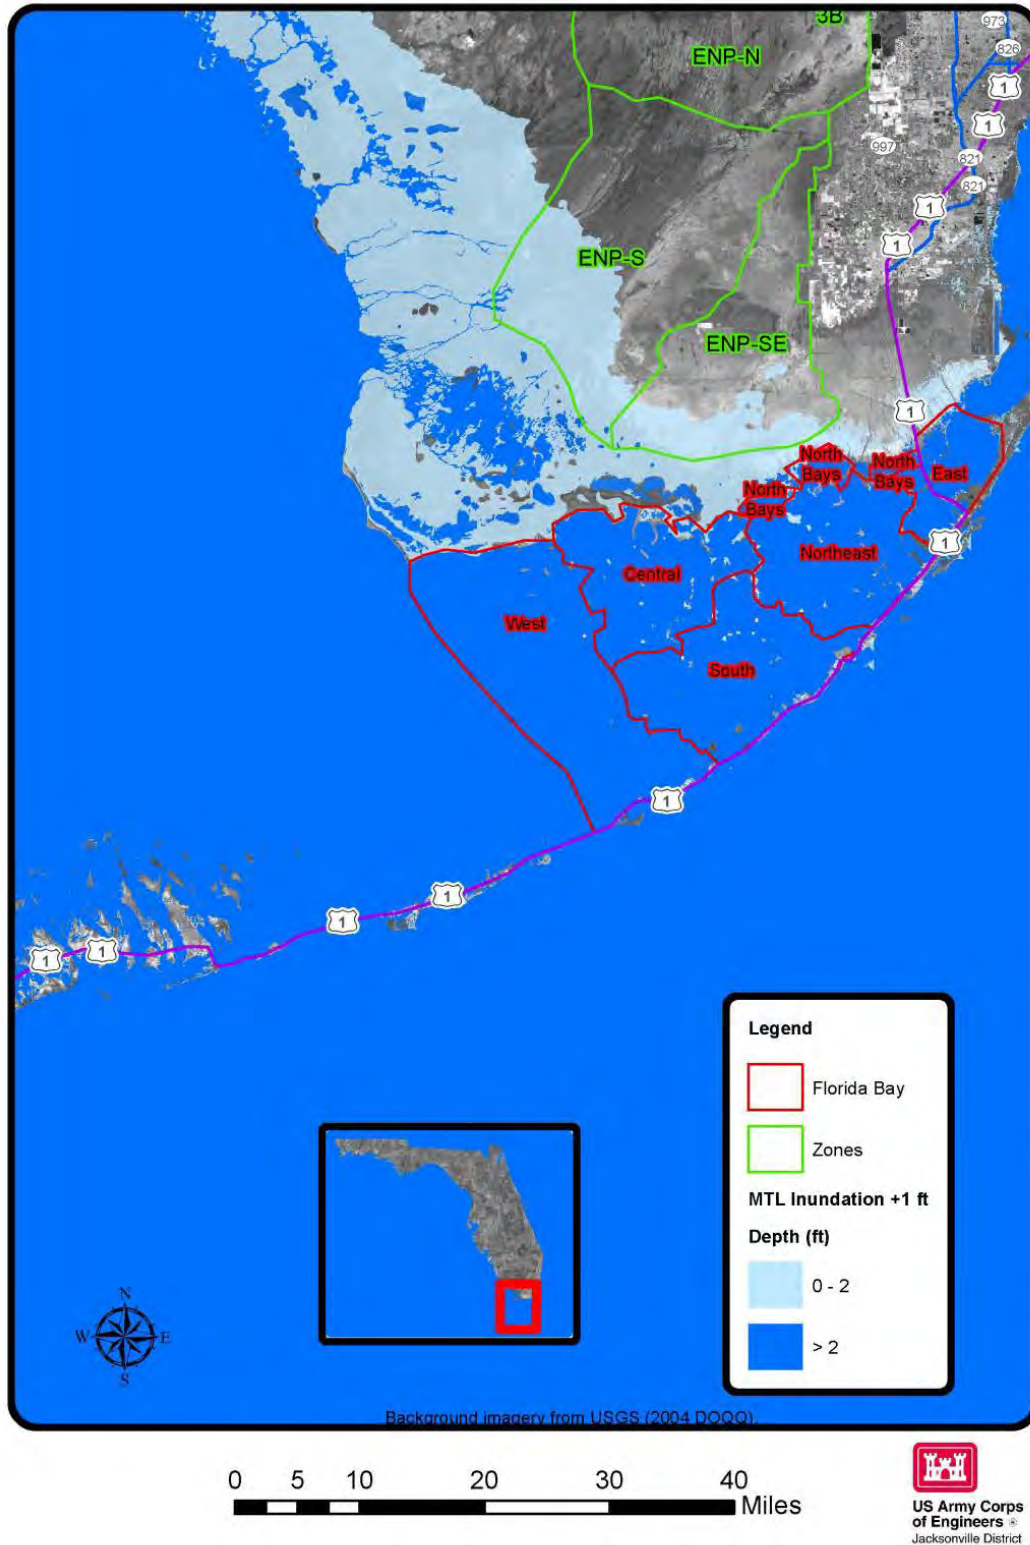 3B
973
826
ENP-N
1
1
997
821
821
1
1
ENP-S
ENP-SE
1
North
Bays
North
Bays
East
North
Bays
1
Northeast
Central
West
South
1
1
1
1
1
Legend
Florida Bay
Zones
MTL Inundation +1 ft
Depth (ft)
0 - 2
> 2
N
W E
S
Background imagery from USGS (2004 DOQQ).
0 5 10 20 30 40
Miles
US Army Corps
of Engineers ®
Jacksonville District